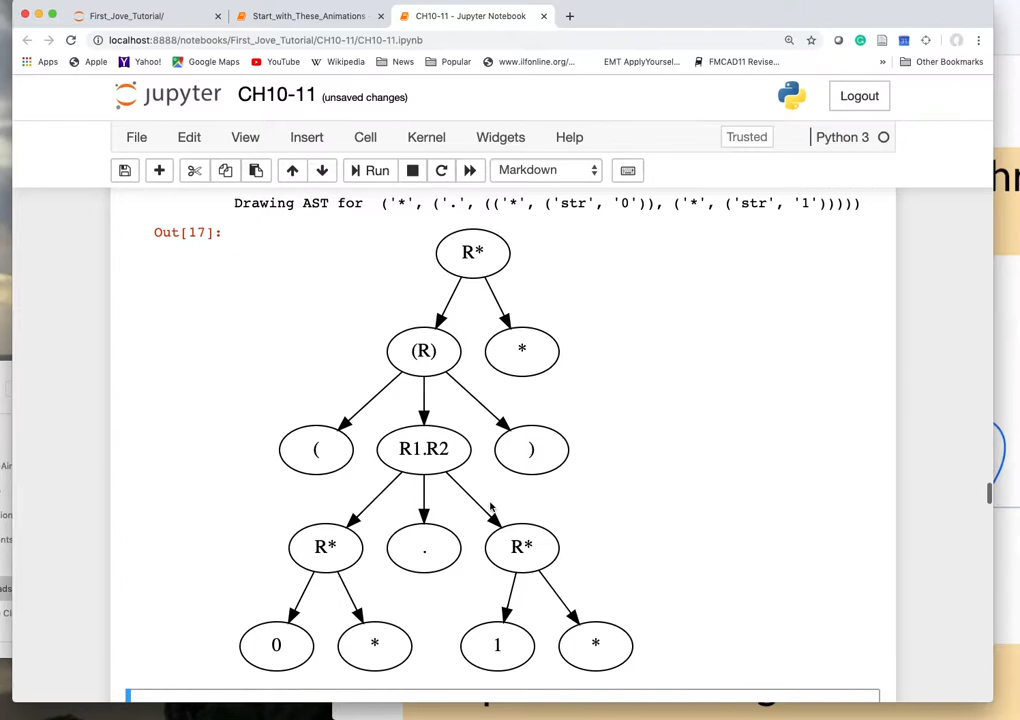 First_Jove_Tutorial/
Start_with_These_Animations -
CH10-11 - Jupyter Notebook
localhost:8888/notebooks/First_Jove_Tutorial/CH10-11/CH10-11.ipynb
Apps Apple Yahoo! Google Maps YouTube Wikipedia News Popular www.ilfonline.org/... EMT ApplyYoursel... FMCAD11 Revise... » Other Bookmarks
jupyter CH10-11 (unsaved changes) Logout
File Edit View Insert Cell Kernel Widgets Help Trusted Python 3
Run Markdown
Drawing AST for ('*', ('.', (('*', ('str', '0')), ('*', ('str', '1')))))
Out[17]:
R*
(R) *
( R1.R2 )
R* . R*
0 * 1 *